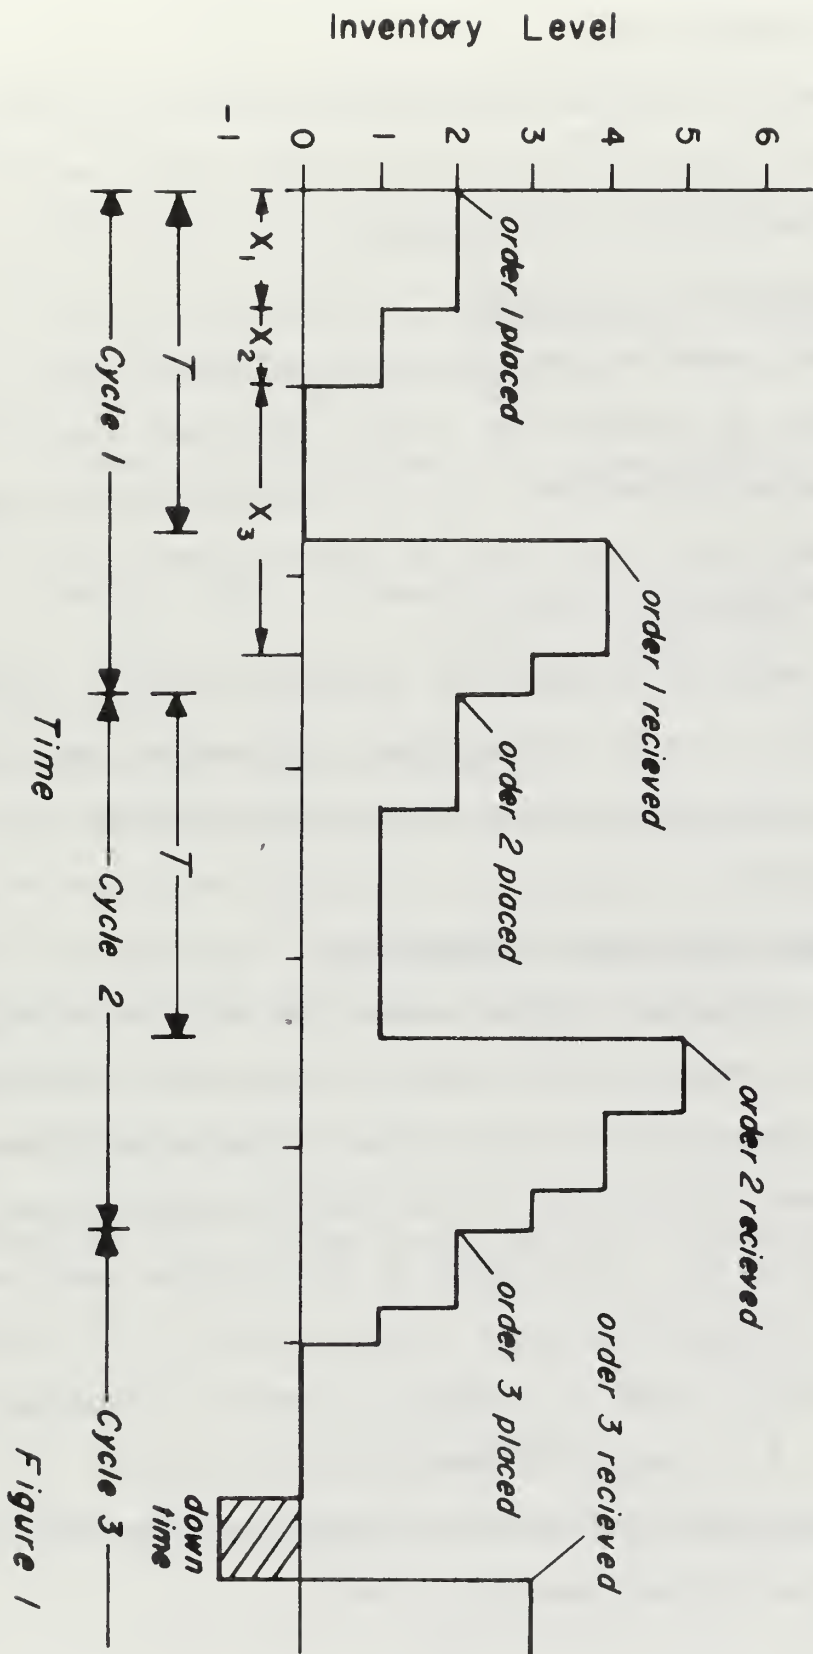 Inventory Level
6
5
4
3
2
1
0
-1
order 1 placed
order 1 recieved
order 2 placed
order 2 recieved
order 3 placed
order 3 recieved
X₁
X₂
X₃
down
time
T
T
Cycle 1
Cycle 2
Cycle 3
Time
Figure 1